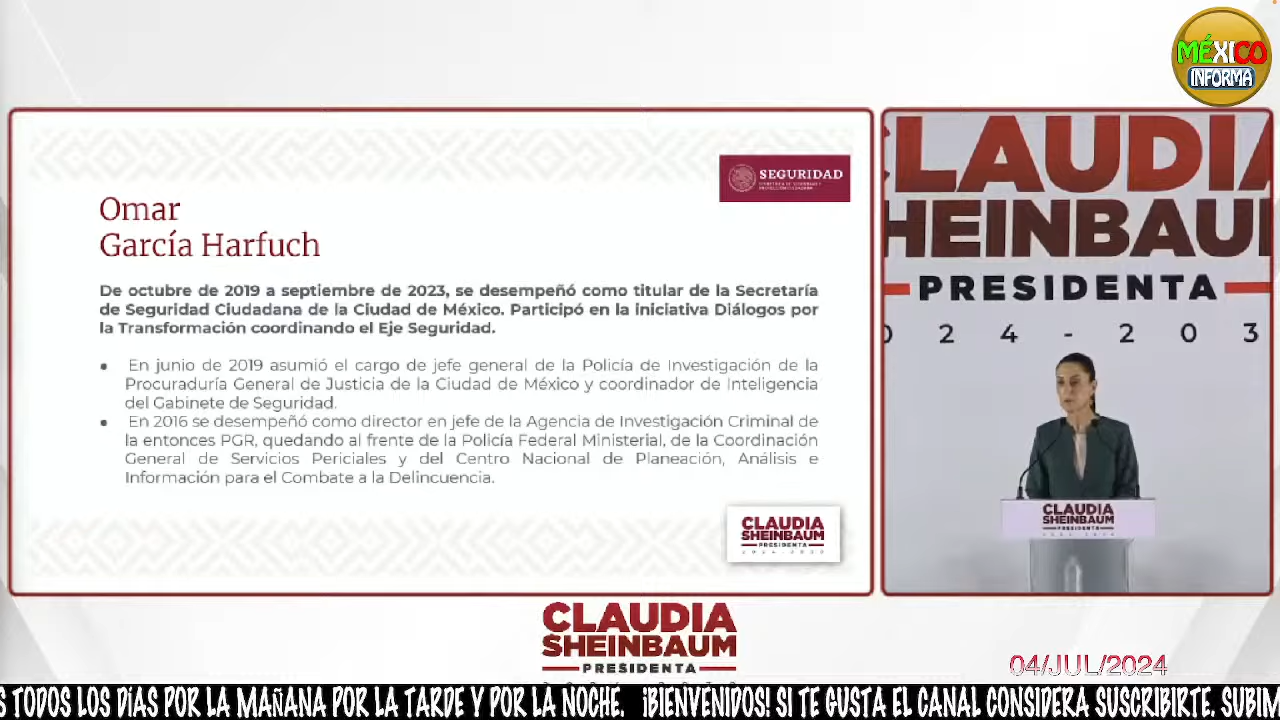 MÉXICO
INFORMA
SEGURIDAD
Omar
García Harfuch
De octubre de 2019 a septiembre de 2023, se desempeñó como titular de la Secretaría
de Seguridad Ciudadana de la Ciudad de México. Participó en la iniciativa Diálogos por
la Transformación coordinando el Eje Seguridad.
• En junio de 2019 asumió el cargo de jefe general de la Policía de Investigación de la
Procuraduría General de Justicia de la Ciudad de México y coordinador de Inteligencia
del Gabinete de Seguridad.
• En 2016 se desempeñó como director en jefe de la Agencia de Investigación Criminal de
la entonces PGR, quedando al frente de la Policía Federal Ministerial, de la Coordinación
General de Servicios Periciales y del Centro Nacional de Planeación, Análisis e
Información para el Combate a la Delincuencia.
CLAUDIA
SHEINBAUM
PRESIDENTA
CLAUDIA
HEINBAU
PRESIDENTA
024-203
CLAUDIA
SHEINBAUM
PRESIDENTA
CLAUDIA
SHEINBAUM
PRESIDENTA
04/JUL/2024
S TODOS LOS DÍAS POR LA MAÑANA POR LA TARDE Y POR LA NOCHE. ¡BIENVENIDOS! SI TE GUSTA EL CANAL CONSIDERA SUSCRIBIRTE. SUBIM